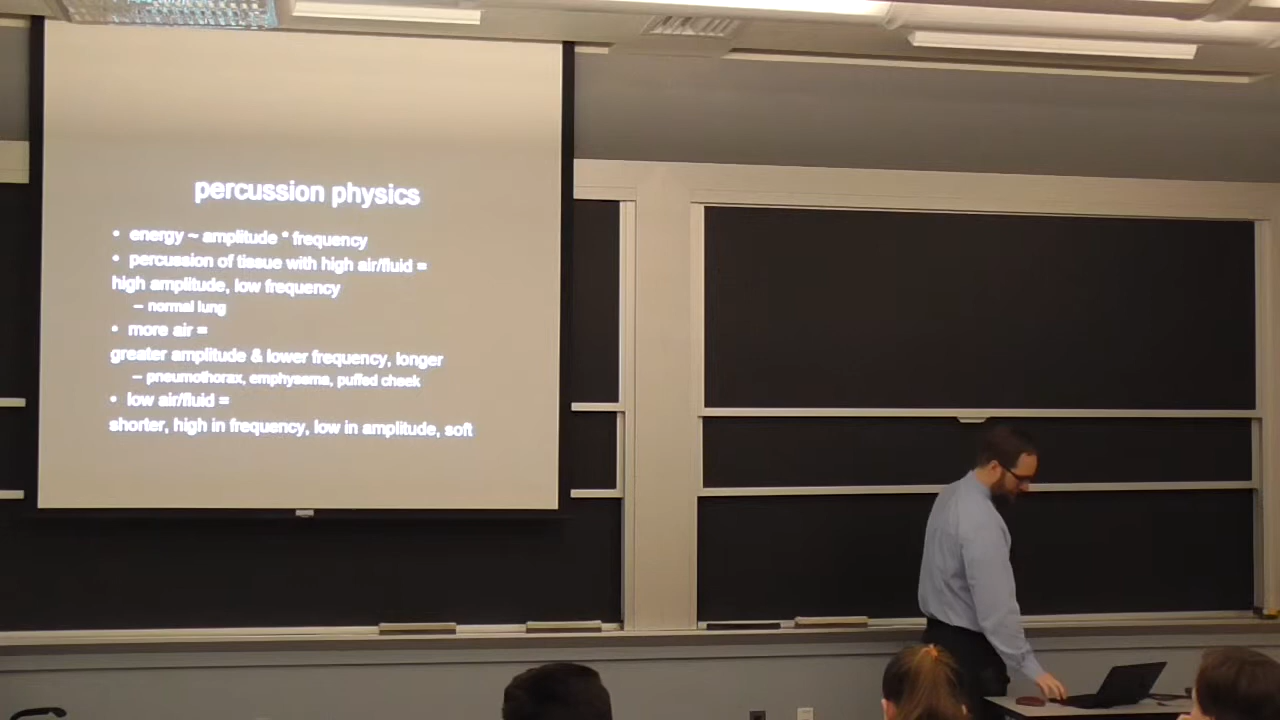 percussion physics
• energy ~ amplitude * frequency
• percussion of tissue with high air/fluid =
high amplitude, low frequency
– normal lung
• more air =
greater amplitude & lower frequency, longer
– pneumothorax, emphysema, puffed cheek
• low air/fluid =
shorter, high in frequency, low in amplitude, soft